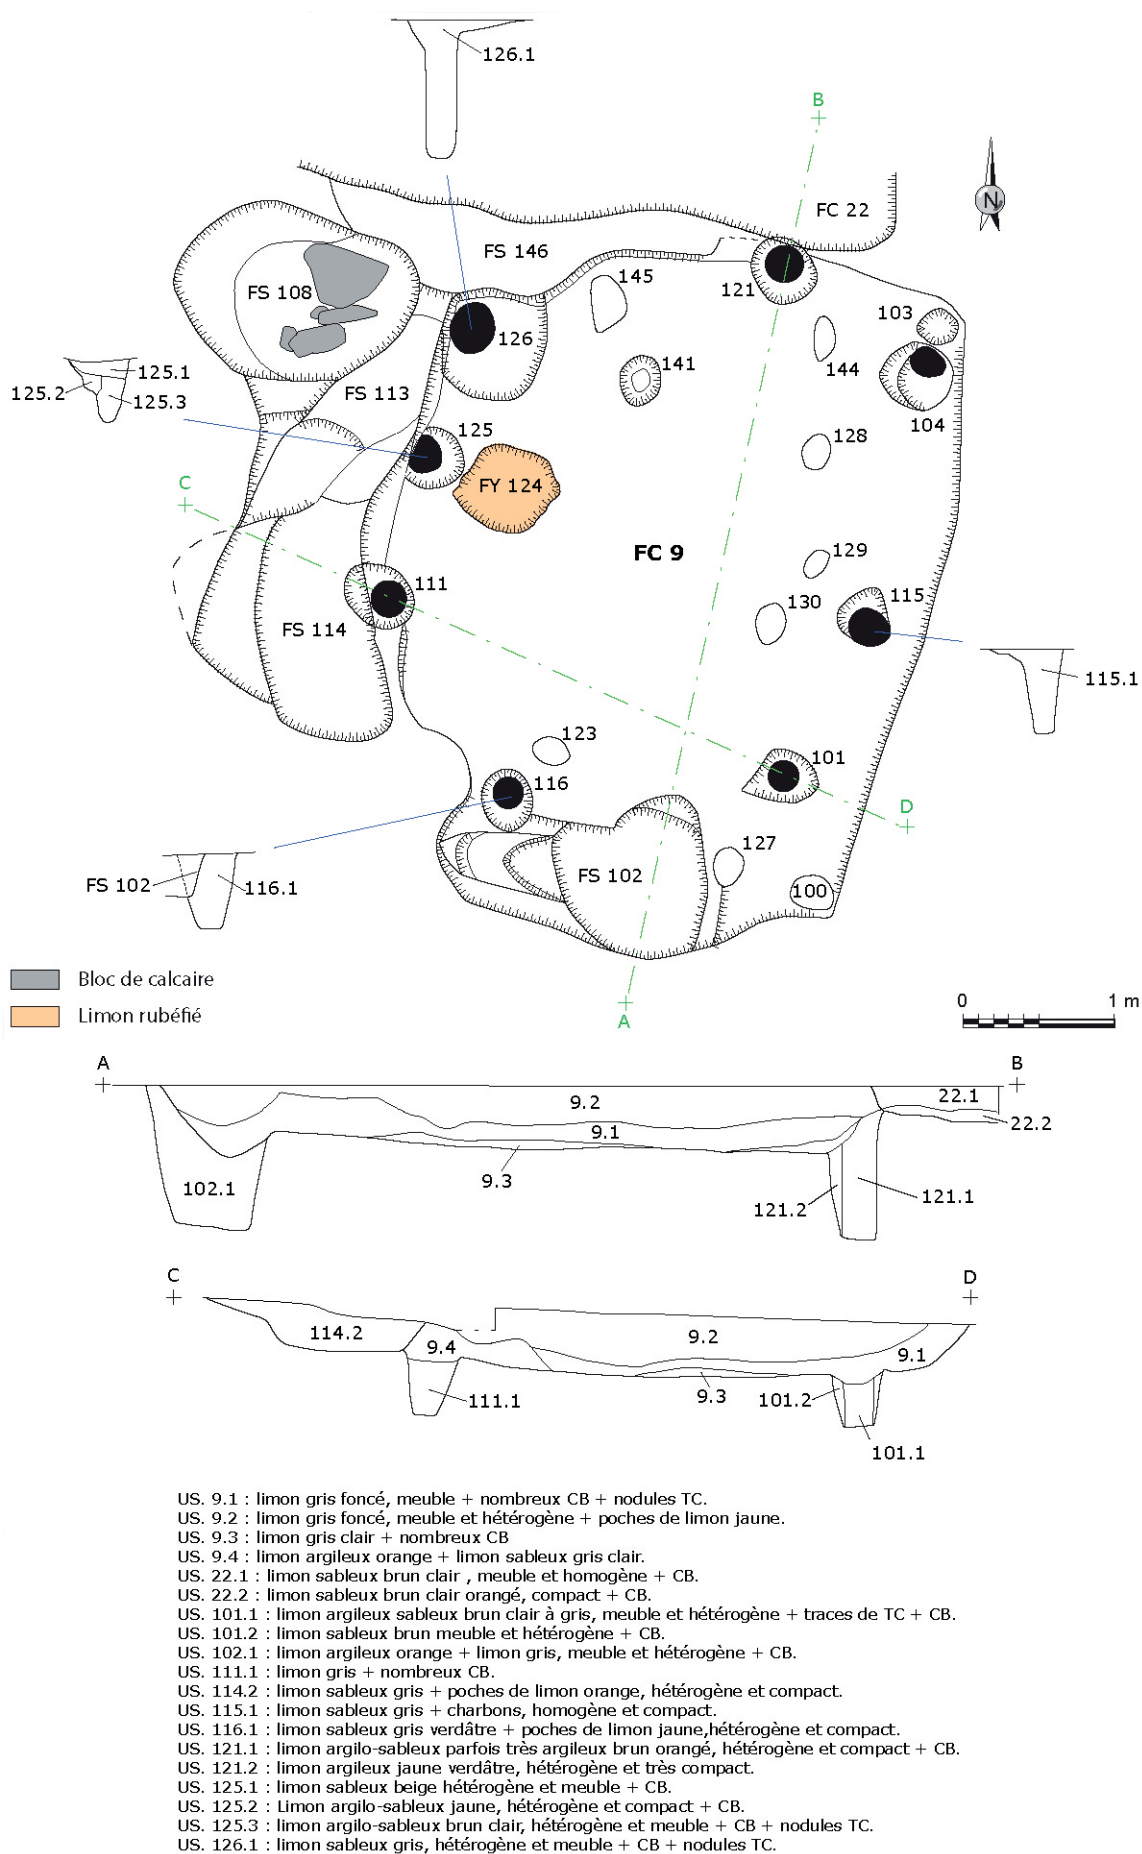 126.1
B
N
FC 22
FS 146
145
121
FS 108
103
126
141
144
125.1
125.2
125.3
FS 113
104
125
128
C
FY 124
FC 9
129
111
130
115
FS 114
115.1
123
101
116
D
127
FS 102
100
FS 102
116.1
Bloc de calcaire
Limon rubéfié
0 1 m
A
A B
9.2
22.1
9.1
22.2
9.3
102.1
121.2
121.1
C D
114.2
9.4
9.2
9.1
9.3
111.1
101.2
101.1
US. 9.1 : limon gris foncé, meuble + nombreux CB + nodules TC.
US. 9.2 : limon gris foncé, meuble et hétérogène + poches de limon jaune.
US. 9.3 : limon gris clair + nombreux CB
US. 9.4 : limon argileux orange + limon sableux gris clair.
US. 22.1 : limon sableux brun clair , meuble et homogène + CB.
US. 22.2 : limon sableux brun clair orangé, compact + CB.
US. 101.1 : limon argileux sableux brun clair à gris, meuble et hétérogène + traces de TC + CB.
US. 101.2 : limon sableux brun meuble et hétérogène + CB.
US. 102.1 : limon argileux orange + limon gris, meuble et hétérogène + CB.
US. 111.1 : limon gris + nombreux CB.
US. 114.2 : limon sableux gris + poches de limon orange, hétérogène et compact.
US. 115.1 : limon sableux gris + charbons, homogène et compact.
US. 116.1 : limon sableux gris verdâtre + poches de limon jaune,hétérogène et compact.
US. 121.1 : limon argilo-sableux parfois très argileux brun orangé, hétérogène et compact + CB.
US. 121.2 : limon argileux jaune verdâtre, hétérogène et très compact.
US. 125.1 : limon sableux beige hétérogène et meuble + CB.
US. 125.2 : Limon argilo-sableux jaune, hétérogène et compact + CB.
US. 125.3 : limon argilo-sableux brun clair, hétérogène et meuble + CB + nodules TC.
US. 126.1 : limon sableux gris, hétérogène et meuble + CB + nodules TC.